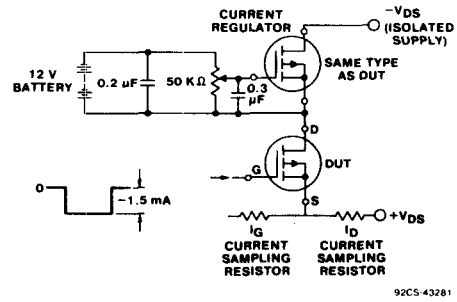 CURRENT
REGULATOR
−VDS
(ISOLATED
SUPPLY)
D
12 V
BATTERY
0.2 μF
50 KΩ
0.3
μF
SAME TYPE
AS DUT
D
DUT
G
S
0
−1.5 mA
+VDS
IG
CURRENT
SAMPLING
RESISTOR
ID
CURRENT
SAMPLING
RESISTOR
92CS-43281